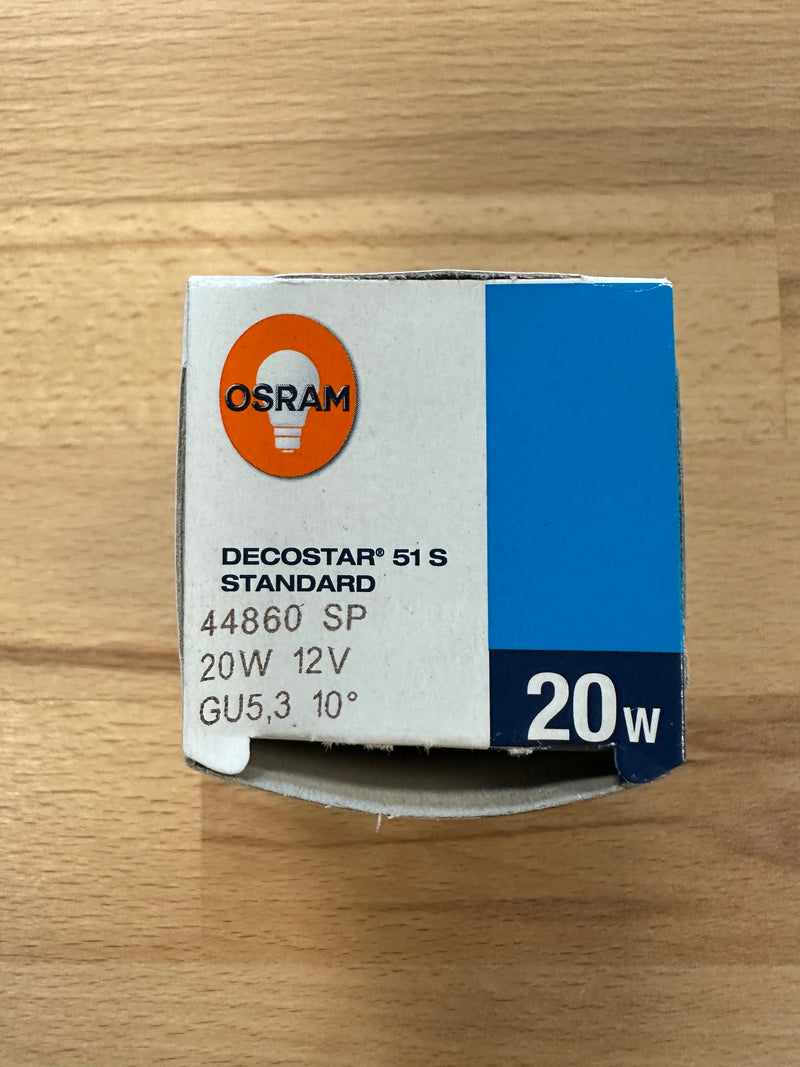 OSRAM
DECOSTAR® 51 S
STANDARD
44860 SP
20W 12V
GU5,3 10°
20W